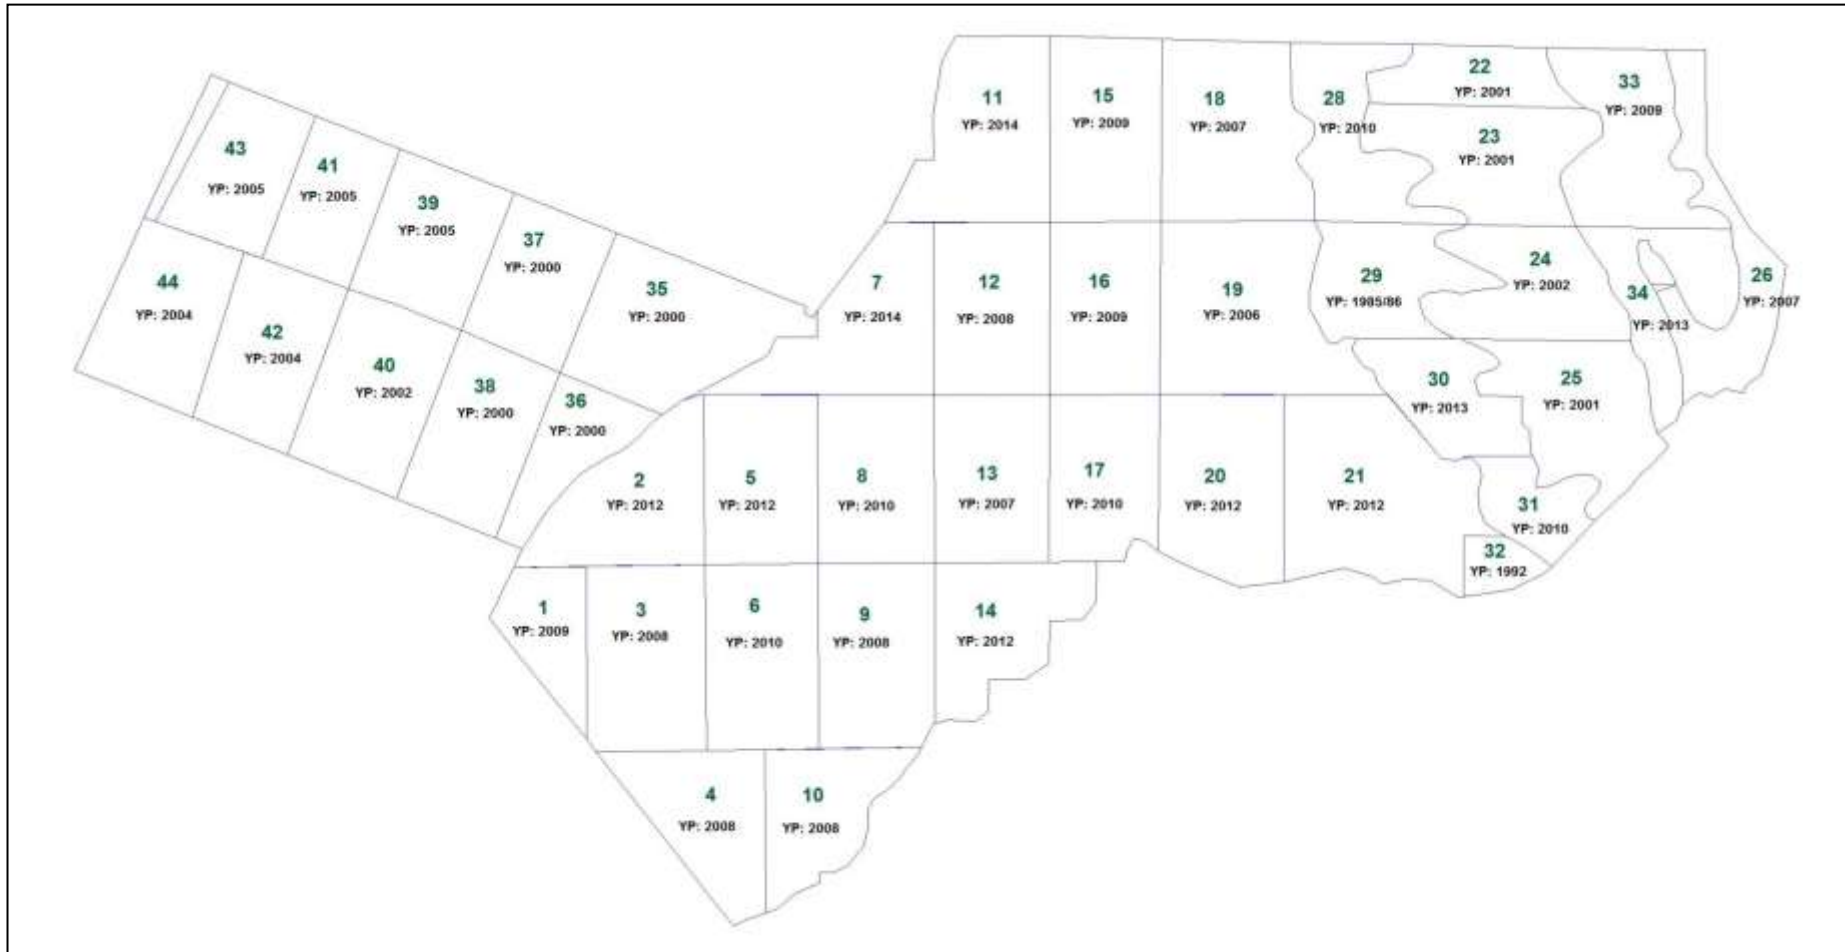 11
YP: 2014
15
YP: 2009
18
YP: 2007
28
YP: 2010
22
YP: 2001
33
YP: 2009
23
YP: 2001
43
YP: 2005
41
YP: 2005
39
YP: 2005
37
YP: 2000
35
YP: 2000
44
YP: 2004
42
YP: 2004
40
YP: 2002
38
YP: 2000
36
YP: 2000
7
YP: 2014
12
YP: 2008
16
YP: 2009
19
YP: 2006
29
YP: 1985/86
24
YP: 2002
34
YP: 2013
26
YP: 2007
30
YP: 2013
25
YP: 2001
2
YP: 2012
5
YP: 2012
8
YP: 2010
13
YP: 2007
17
YP: 2010
20
YP: 2012
21
YP: 2012
31
YP: 2010
32
YP: 1992
1
YP: 2009
3
YP: 2008
6
YP: 2010
9
YP: 2008
14
YP: 2012
4
YP: 2008
10
YP: 2008